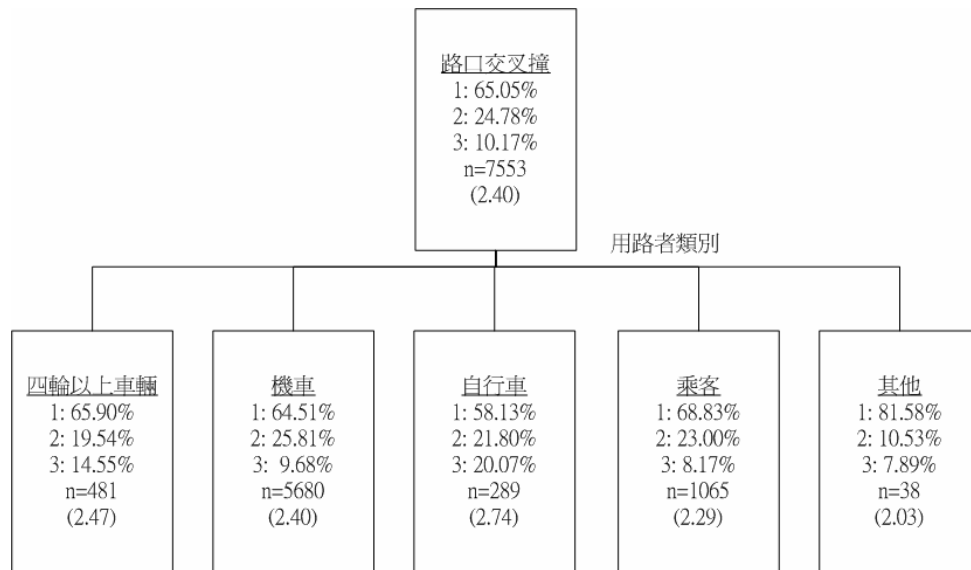 路口交叉撞
1: 65.05%
2: 24.78%
3: 10.17%
n=7553
(2.40)
用路者類別
四輪以上車輛
1: 65.90%
2: 19.54%
3: 14.55%
n=481
(2.47)
機車
1: 64.51%
2: 25.81%
3: 9.68%
n=5680
(2.40)
自行車
1: 58.13%
2: 21.80%
3: 20.07%
n=289
(2.74)
乘客
1: 68.83%
2: 23.00%
3: 8.17%
n=1065
(2.29)
其他
1: 81.58%
2: 10.53%
3: 7.89%
n=38
(2.03)